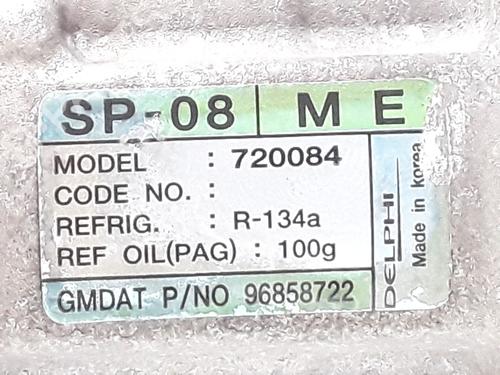 SP-08 M E
MODEL : 720084
CODE NO. :
REFRIG. : R-134a
REF OIL(PAG) : 100g
GMDAT P/NO 96858722
DELPHI
Made in Korea